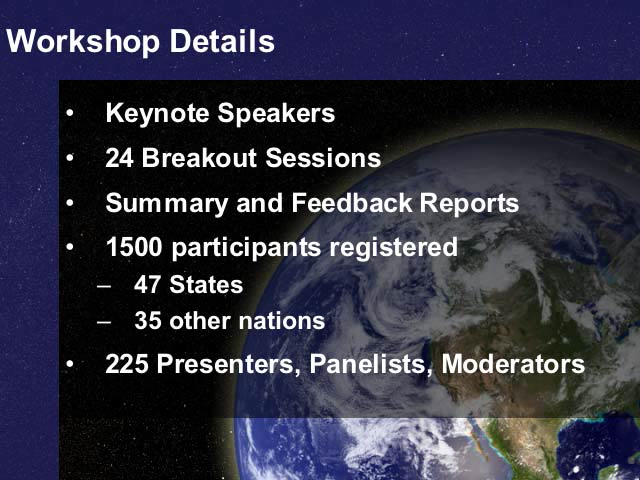 Workshop Details
• Keynote Speakers
• 24 Breakout Sessions
• Summary and Feedback Reports
• 1500 participants registered
– 47 States
– 35 other nations
• 225 Presenters, Panelists, Moderators